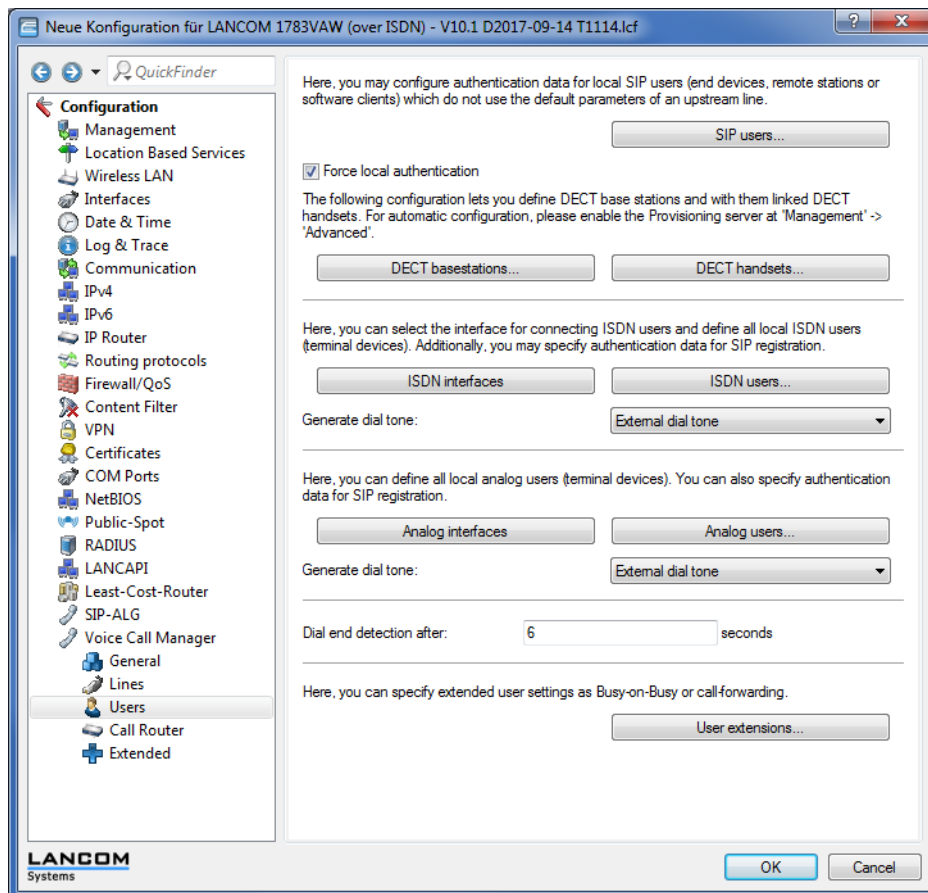 Neue Konfiguration für LANCOM 1783VAW (over ISDN) - V10.1 D2017-09-14 T1114.lcf
QuickFinder
Configuration
Management
Location Based Services
Wireless LAN
Interfaces
Date & Time
Log & Trace
Communication
IPv4
IPv6
IP Router
Routing protocols
Firewall/QoS
Content Filter
VPN
Certificates
COM Ports
NetBIOS
Public-Spot
RADIUS
LANCAPI
Least-Cost-Router
SIP-ALG
Voice Call Manager
General
Lines
Users
Call Router
Extended
Here, you may configure authentication data for local SIP users (end devices, remote stations or
software clients) which do not use the default parameters of an upstream line.
SIP users...
Force local authentication
The following configuration lets you define DECT base stations and with them linked DECT
handsets. For automatic configuration, please enable the Provisioning server at 'Management' ->
'Advanced'.
DECT basestations...
DECT handsets...
Here, you can select the interface for connecting ISDN users and define all local ISDN users
(terminal devices). Additionally, you may specify authentication data for SIP registration.
ISDN interfaces
ISDN users...
Generate dial tone:
External dial tone
Here, you can define all local analog users (terminal devices). You can also specify authentication
data for SIP registration.
Analog interfaces
Analog users...
Generate dial tone:
External dial tone
Dial end detection after:
6
seconds
Here, you can specify extended user settings as Busy-on-Busy or call-forwarding.
User extensions...
LANCOM
Systems
OK
Cancel